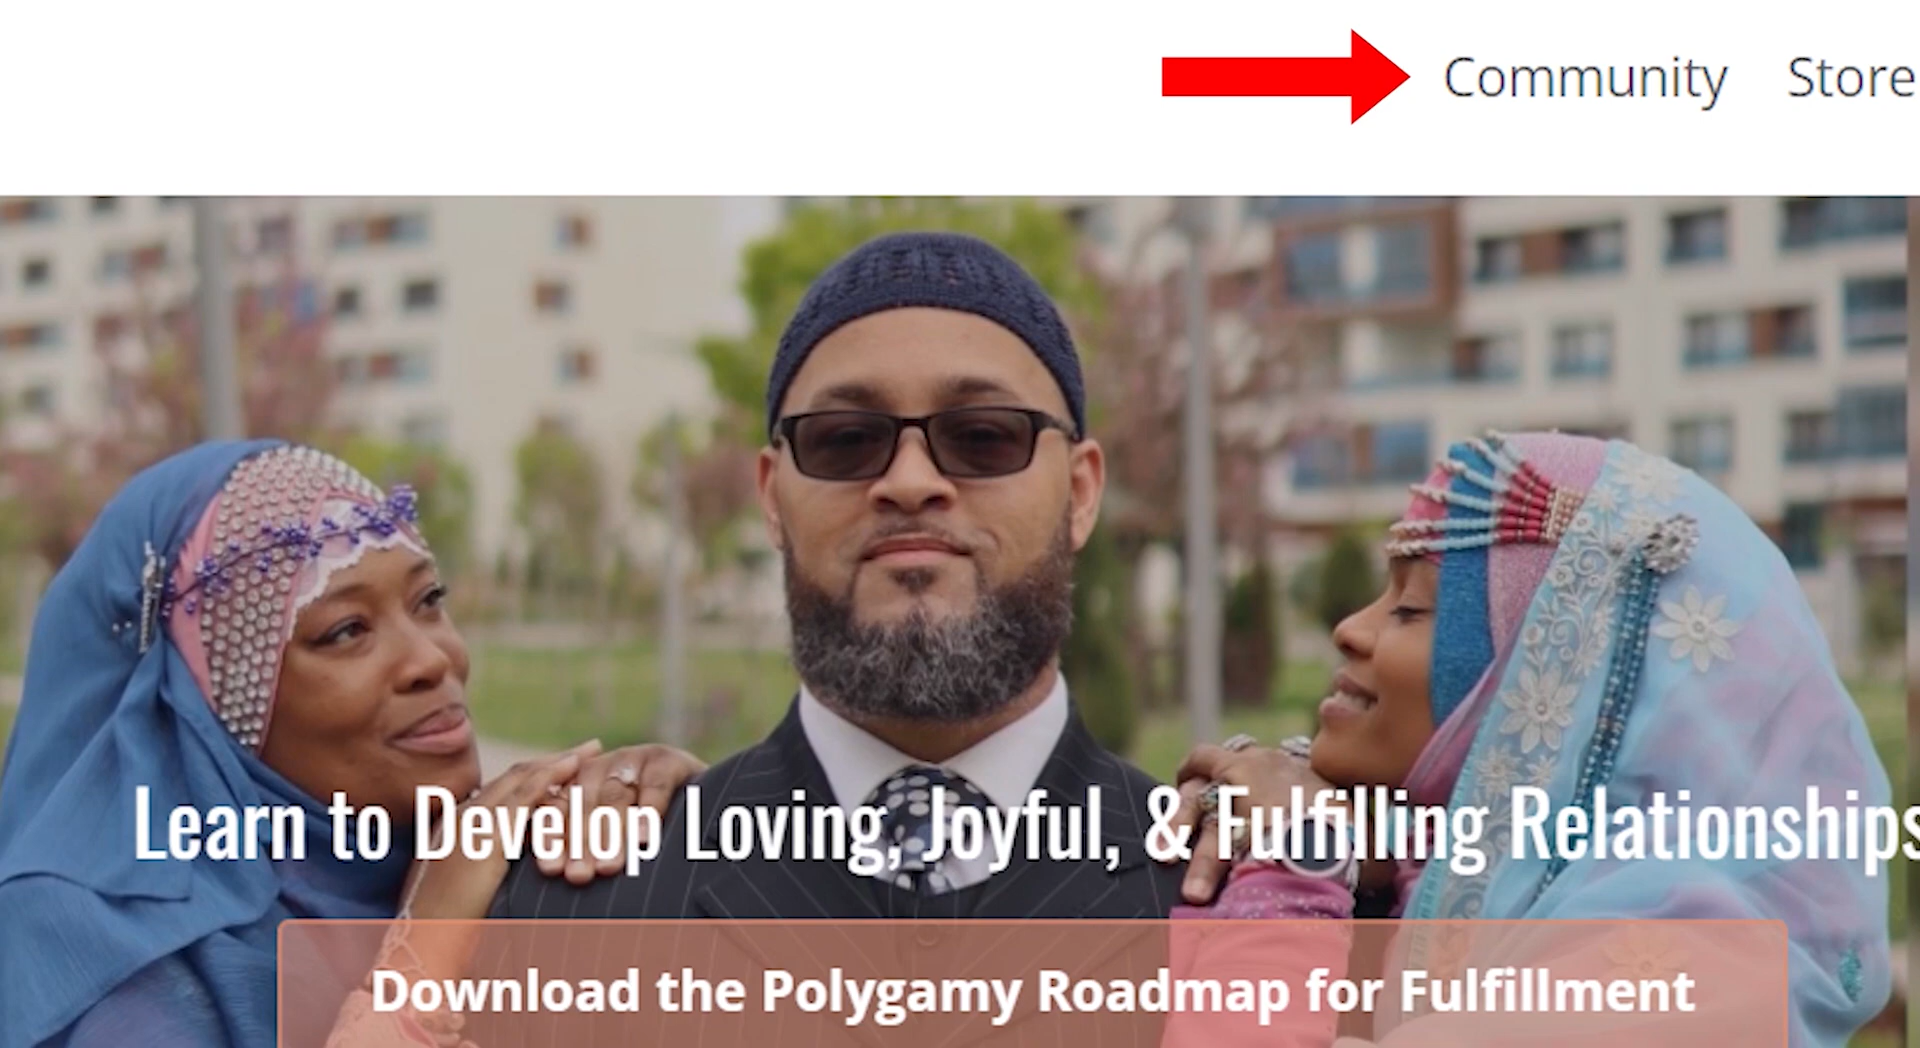 Community Store
Learn to Develop Loving, Joyful, & Fulfilling Relationships
Download the Polygamy Roadmap for Fulfillment